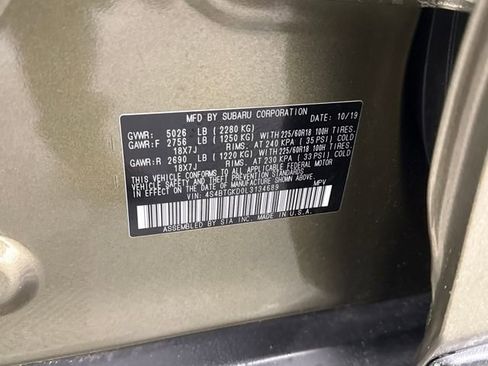 MFD BY SUBARU CORPORATION DATE: 10/19
GVWR: 5026 LB (2280 KG)
GAWR:F 2756 LB (1250 KG) WITH 225/60R18 100H TIRES,
18X7J RIMS AT 240 KPA (35 PSI) COLD
GAWR:R 2690 LB (1220 KG) WITH 225/60R18 100H TIRES,
18X7J RIMS AT 230 KPA (33 PSI) COLD
THIS VEHICLE CONFORMS TO ALL APPLICABLE FEDERAL MOTOR
VEHICLE SAFETY, BUMPER, AND THEFT PREVENTION STANDARDS
IN EFFECT ON THE DATE OF MANUFACTURE SHOWN ABOVE.
VIN: 4S4BTGKD0L3134689 MPV
ASSEMBLED BY SIA INC. IN U.S.A.